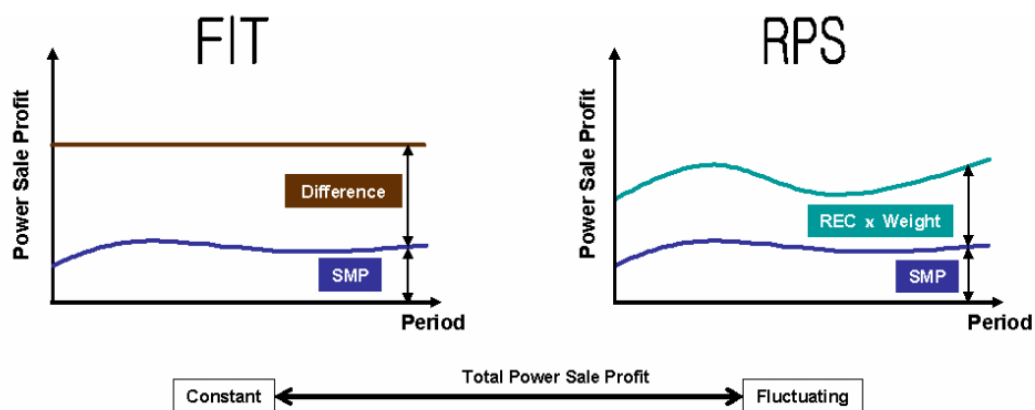 FIT
Power Sale Profit
Difference
SMP
Period
RPS
Power Sale Profit
REC x Weight
SMP
Period
Total Power Sale Profit
Constant
Fluctuating